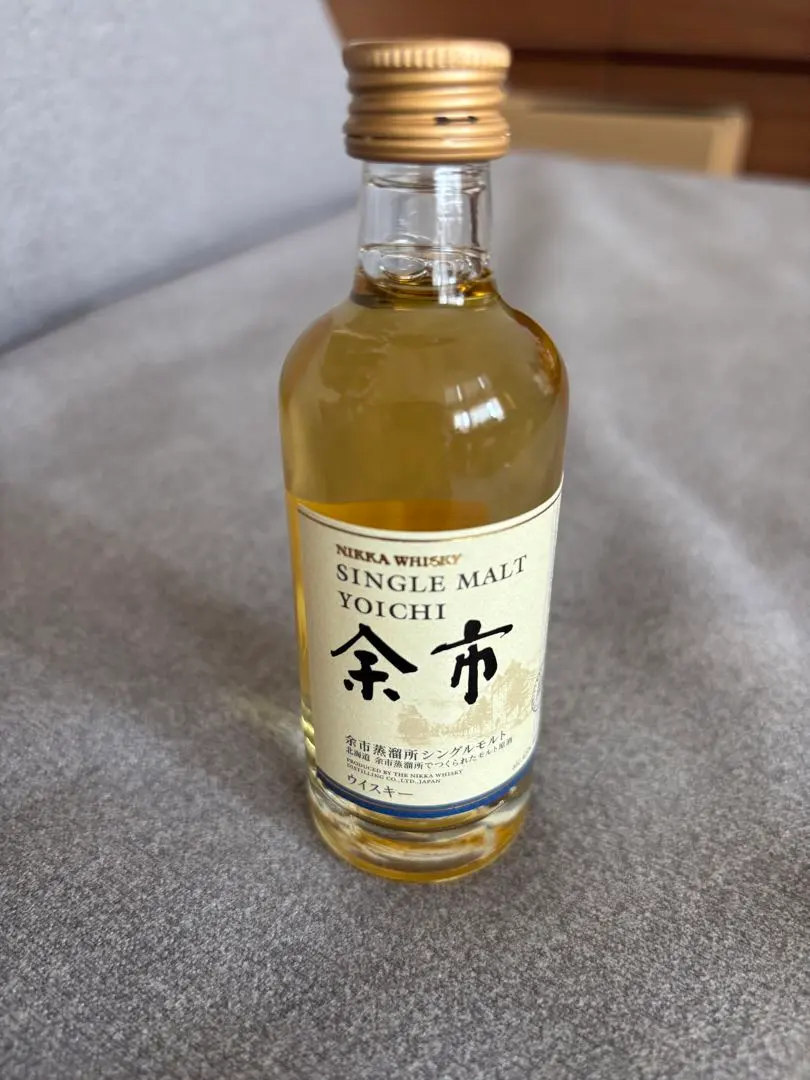 NIKKA WHISKY
SINGLE MALT
YOICHI
余市
余市蒸溜所シングルモルト
北海道 余市蒸溜所でつくられたモルト原酒
PRODUCED BY THE NIKKA WHISKY
DISTILLING CO.,LTD.,JAPAN
ウイスキー